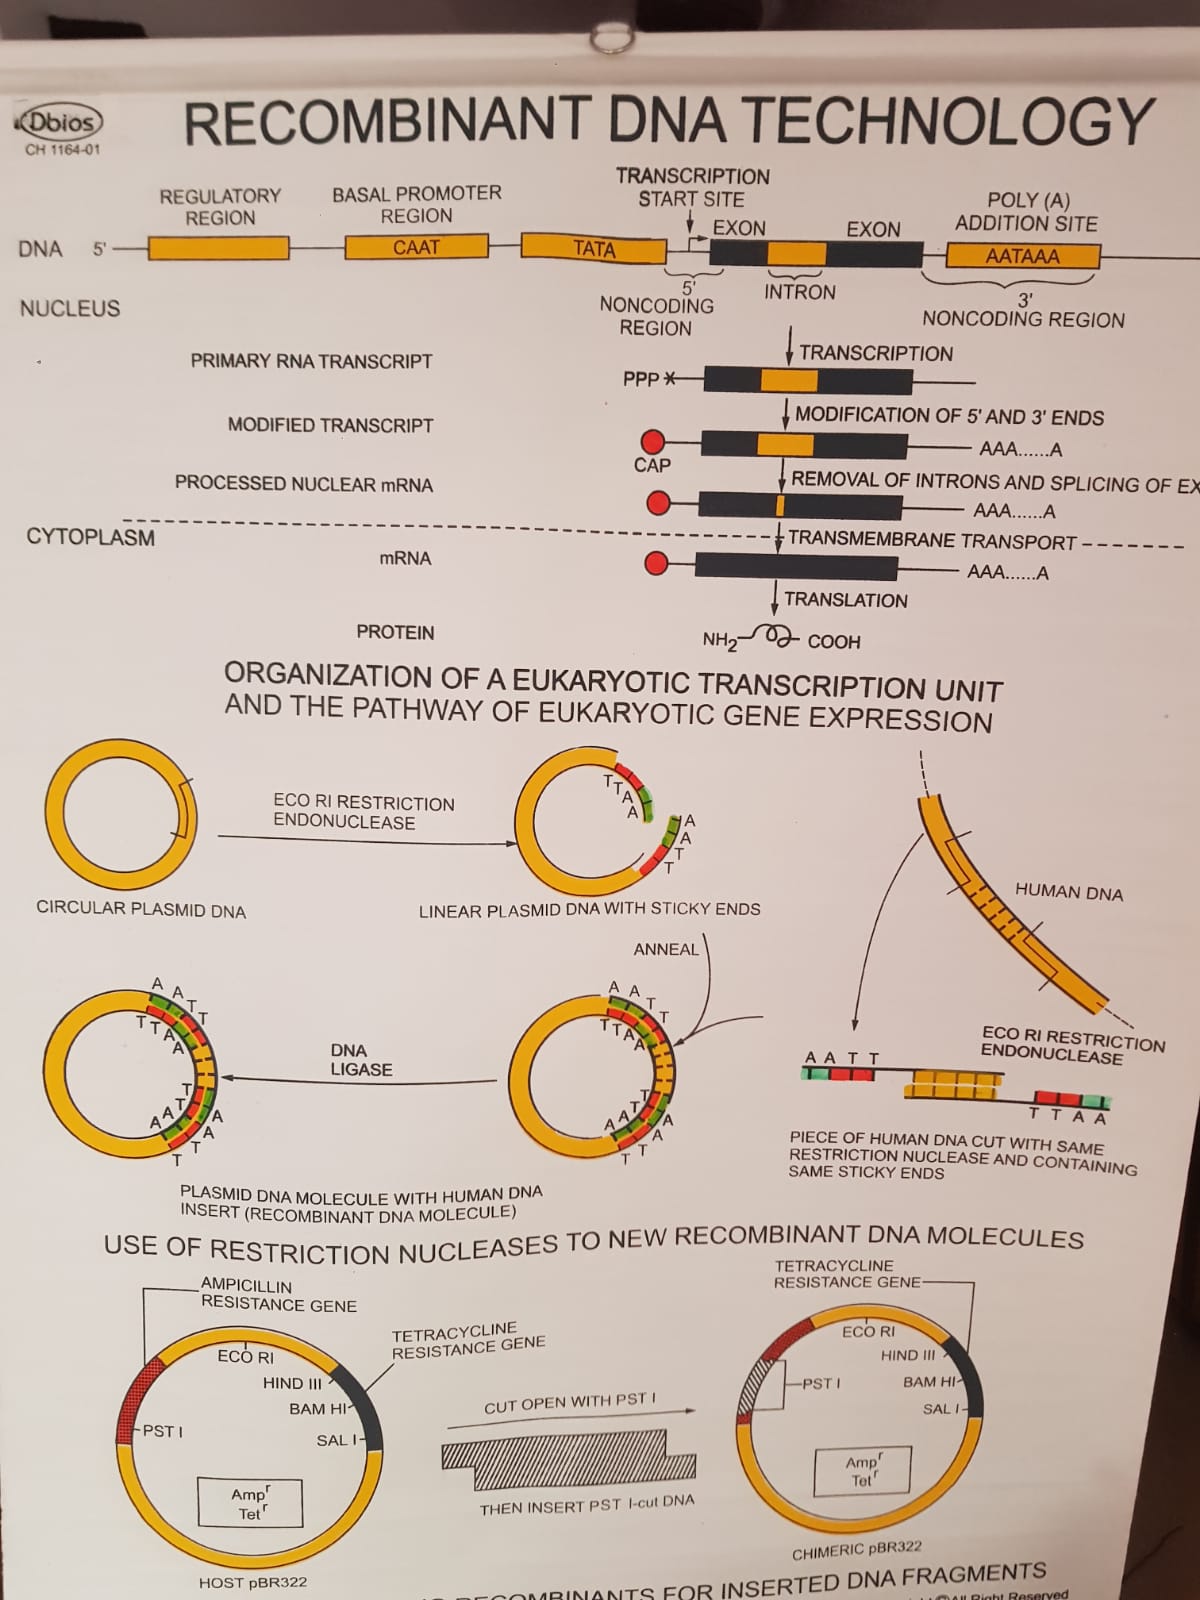 Dbios
CH 1164-01
RECOMBINANT DNA TECHNOLOGY
REGULATORY
REGION
BASAL PROMOTER
REGION
TRANSCRIPTION
START SITE
POLY (A)
ADDITION SITE
DNA 5'
CAAT
TATA
EXON
EXON
AATAAA
5'
NONCODING
REGION
INTRON
3'
NONCODING REGION
NUCLEUS
TRANSCRIPTION
PRIMARY RNA TRANSCRIPT
PPP
MODIFICATION OF 5' AND 3' ENDS
MODIFIED TRANSCRIPT
CAP
AAA......A
REMOVAL OF INTRONS AND SPLICING OF EX
PROCESSED NUCLEAR mRNA
AAA......A
CYTOPLASM
TRANSMEMBRANE TRANSPORT
mRNA
AAA......A
TRANSLATION
PROTEIN
NH2 COOH
ORGANIZATION OF A EUKARYOTIC TRANSCRIPTION UNIT
AND THE PATHWAY OF EUKARYOTIC GENE EXPRESSION
ECO RI RESTRICTION
ENDONUCLEASE
T T A A
A A T T
CIRCULAR PLASMID DNA
LINEAR PLASMID DNA WITH STICKY ENDS
HUMAN DNA
ANNEAL
A A T T
T T A A
T T A A
A A T T
DNA
LIGASE
A A T T
T T A A
T T A A
A A T T
ECO RI RESTRICTION
ENDONUCLEASE
A A T T
T T A A
PIECE OF HUMAN DNA CUT WITH SAME
RESTRICTION NUCLEASE AND CONTAINING
SAME STICKY ENDS
PLASMID DNA MOLECULE WITH HUMAN DNA
INSERT (RECOMBINANT DNA MOLECULE)
USE OF RESTRICTION NUCLEASES TO NEW RECOMBINANT DNA MOLECULES
AMPICILLIN
RESISTANCE GENE
TETRACYCLINE
RESISTANCE GENE
ECO RI
HIND III
BAM HI
SAL I
PST I
Ampr
Tetr
HOST pBR322
CUT OPEN WITH PST I
THEN INSERT PST I-cut DNA
TETRACYCLINE
RESISTANCE GENE
ECO RI
HIND III
BAM HI
SAL I
PST I
Ampr
Tetr
CHIMERIC pBR322
RECOMBINANTS FOR INSERTED DNA FRAGMENTS
©All Right Reserved